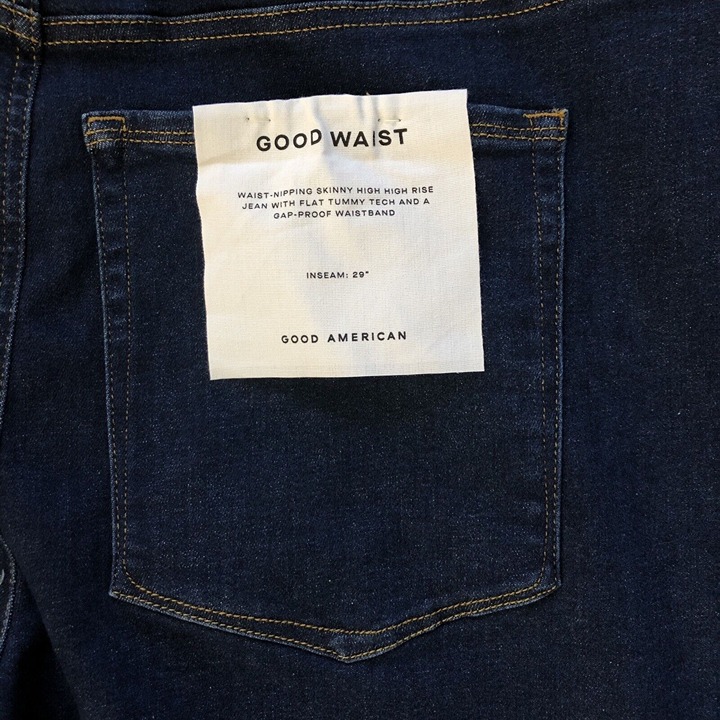 GOOD WAIST
WAIST-NIPPING SKINNY HIGH HIGH RISE
JEAN WITH FLAT TUMMY TECH AND A
GAP-PROOF WAISTBAND
INSEAM: 29"
GOOD AMERICAN